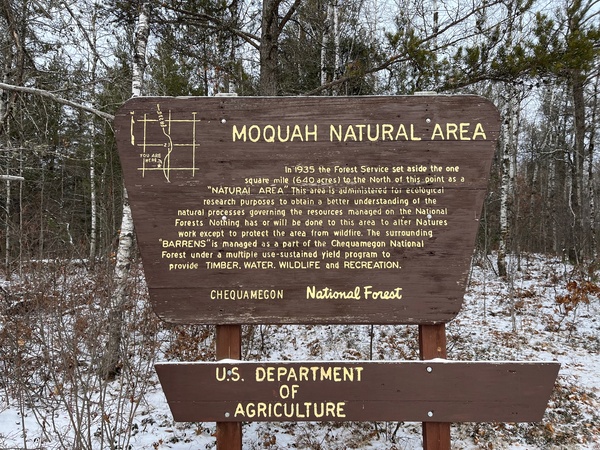 MOQUAH NATURAL AREA
YOU ARE
HERE
In 1935 the Forest Service set aside the one
square mile (640 acres) to the North of this point as a
"NATURAL AREA" This area is administered for ecological
research purposes to obtain a better understanding of the
natural processes governing the resources managed on the National
Forests Nothing has or will be done to this area to alter Natures
work except to protect the area from wildfire. The surrounding
"BARRENS" is managed as a part of the Chequamegon National
Forest under a multiple use-sustained yield program to
provide TIMBER, WATER, WILDLIFE and RECREATION.
CHEQUAMEGON National Forest
U.S. DEPARTMENT
OF
AGRICULTURE